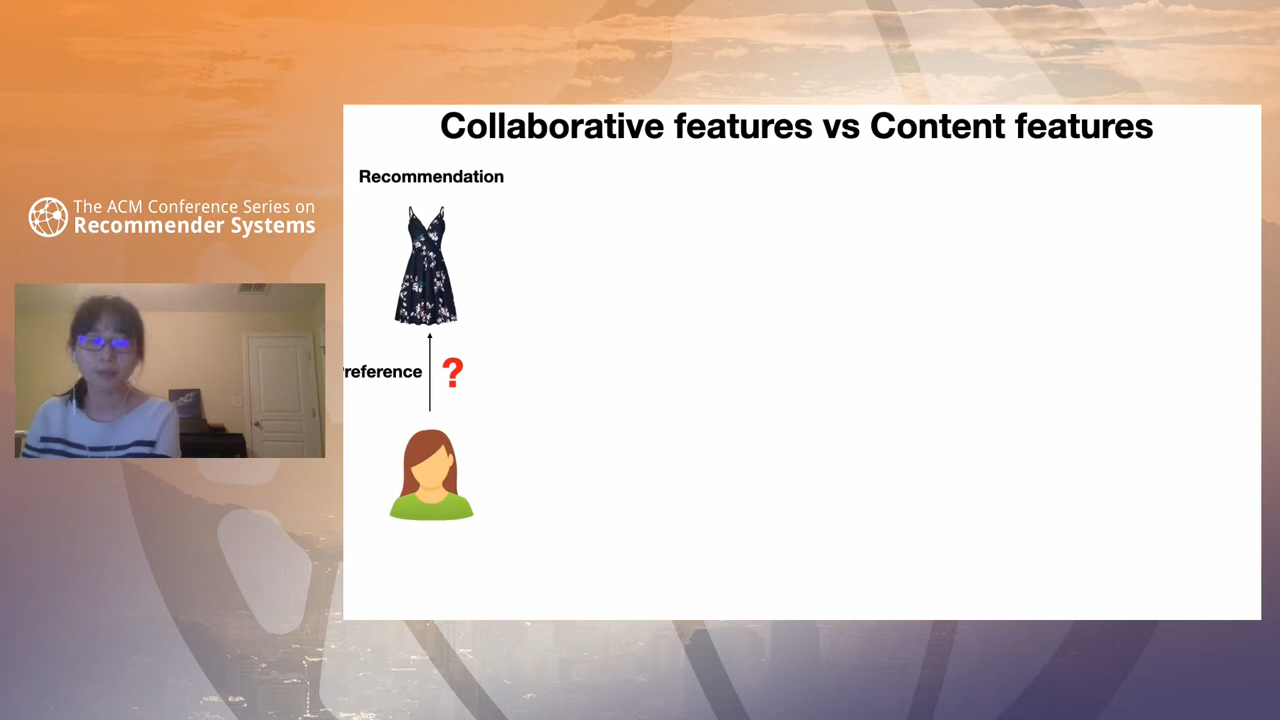 The ACM Conference Series on
Recommender Systems
Collaborative features vs Content features
Recommendation
reference
?